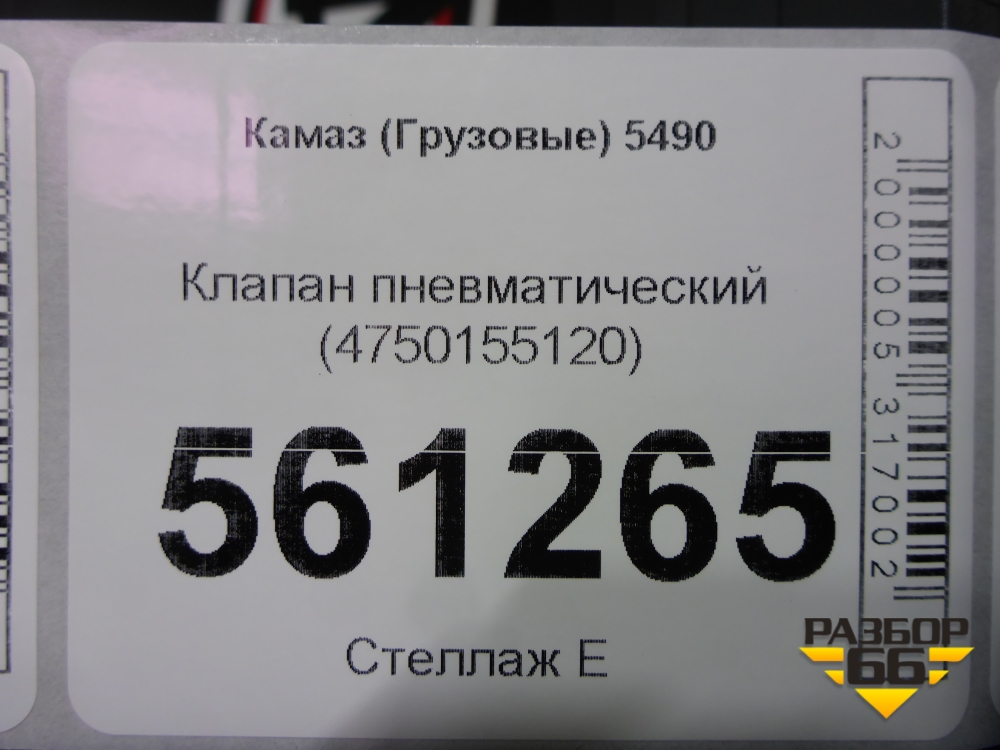 Камаз (Грузовые) 5490
Клапан пневматический
(4750155120)
561265
Стеллаж Е
2000005317002
РАЗБОР
66